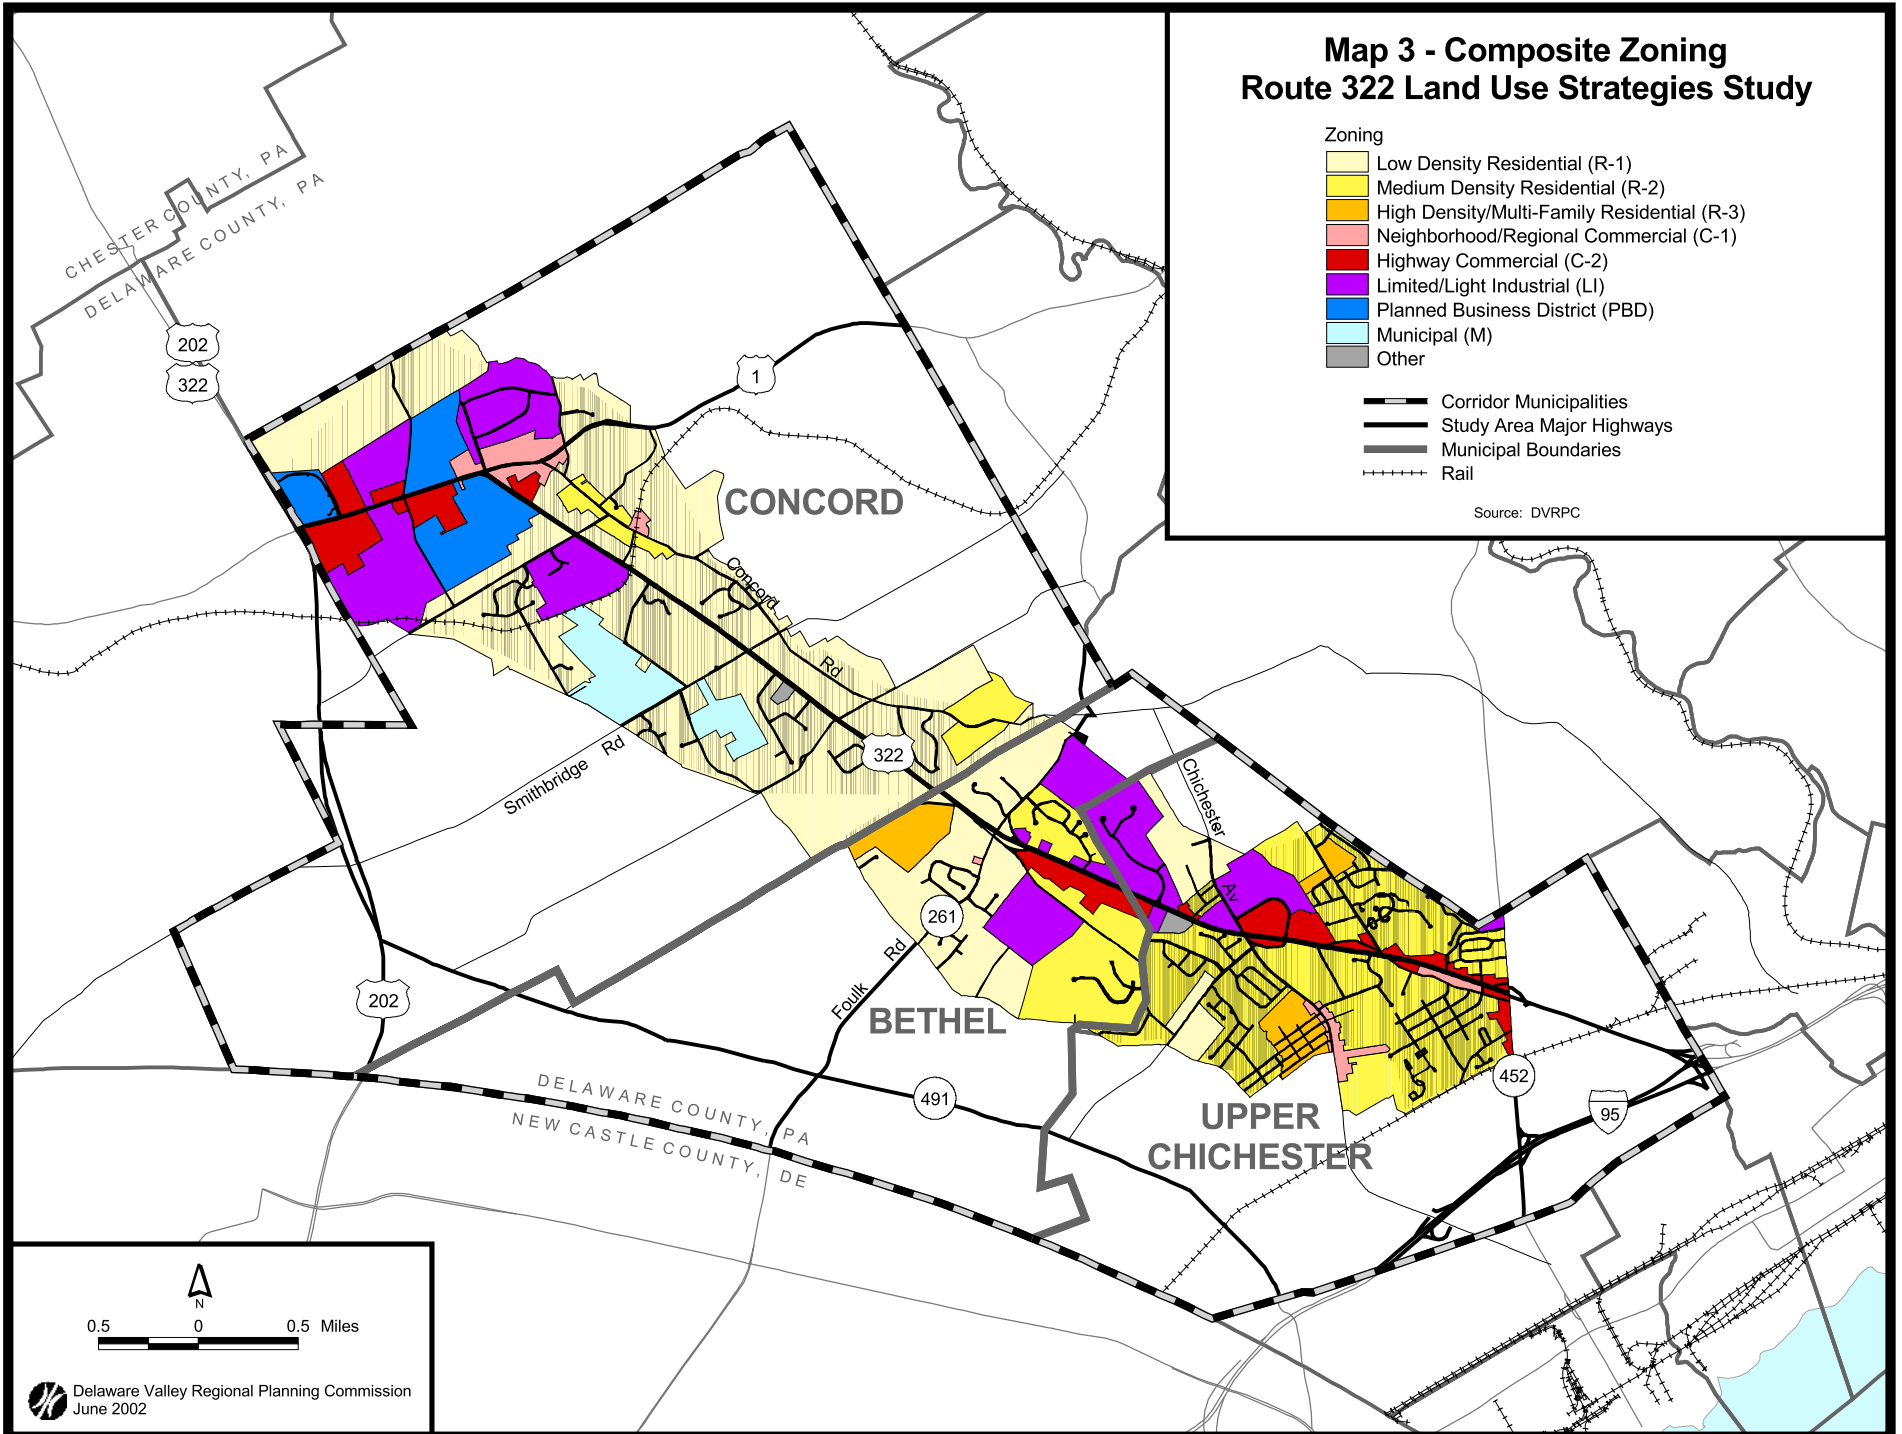 Map 3 - Composite Zoning
Route 322 Land Use Strategies Study
Zoning
Low Density Residential (R-1)
Medium Density Residential (R-2)
High Density/Multi-Family Residential (R-3)
Neighborhood/Regional Commercial (C-1)
Highway Commercial (C-2)
Limited/Light Industrial (LI)
Planned Business District (PBD)
Municipal (M)
Other
Corridor Municipalities
Study Area Major Highways
Municipal Boundaries
Rail
Source: DVRPC
CHESTER COUNTY, PA
DELAWARE COUNTY, PA
202
322
1
CONCORD
Concord
Rd
322
Smithbridge Rd
Chichester
Av
261
Foulk Rd
202
BETHEL
491
452
95
UPPER
CHICHESTER
DELAWARE COUNTY, PA
NEW CASTLE COUNTY, DE
N
0.5 0 0.5 Miles
Delaware Valley Regional Planning Commission
June 2002